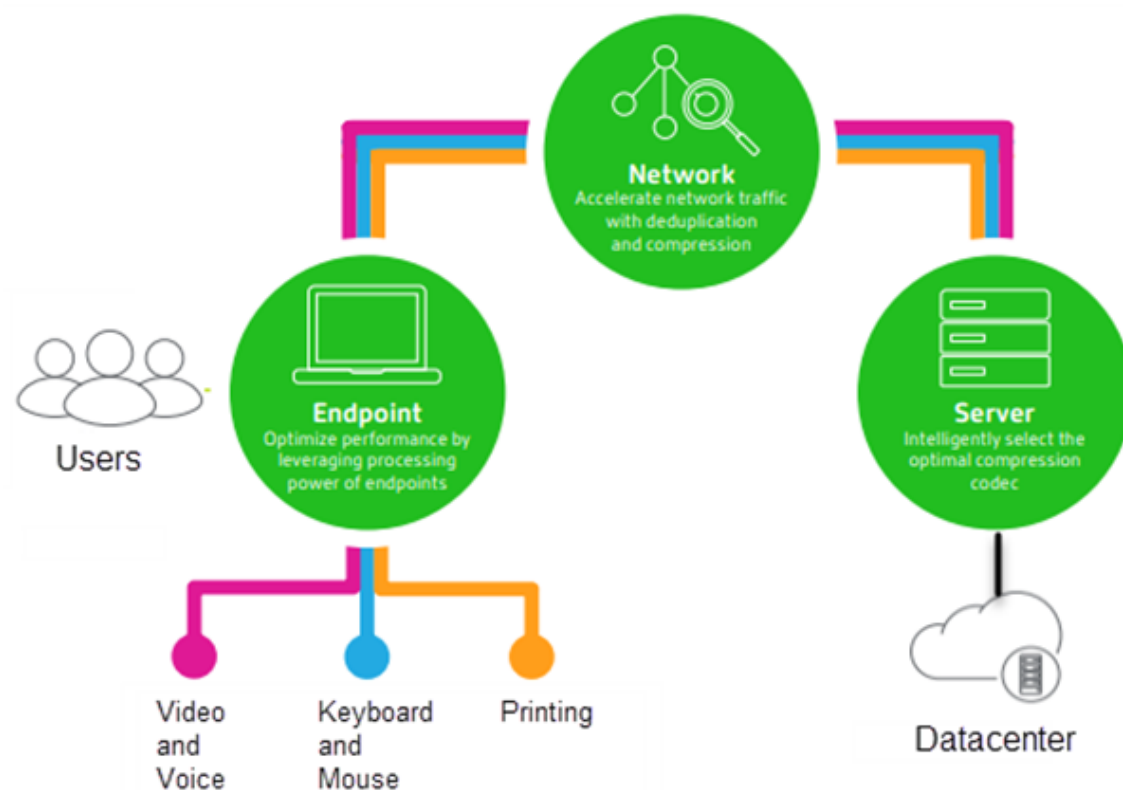 Network
Accelerate network traffic
with deduplication
and compression
Endpoint
Optimize performance by
leveraging processing
power of endpoints
Server
Intelligently select the
optimal compression
codec
Users
Video
and
Voice
Keyboard
and
Mouse
Printing
Datacenter